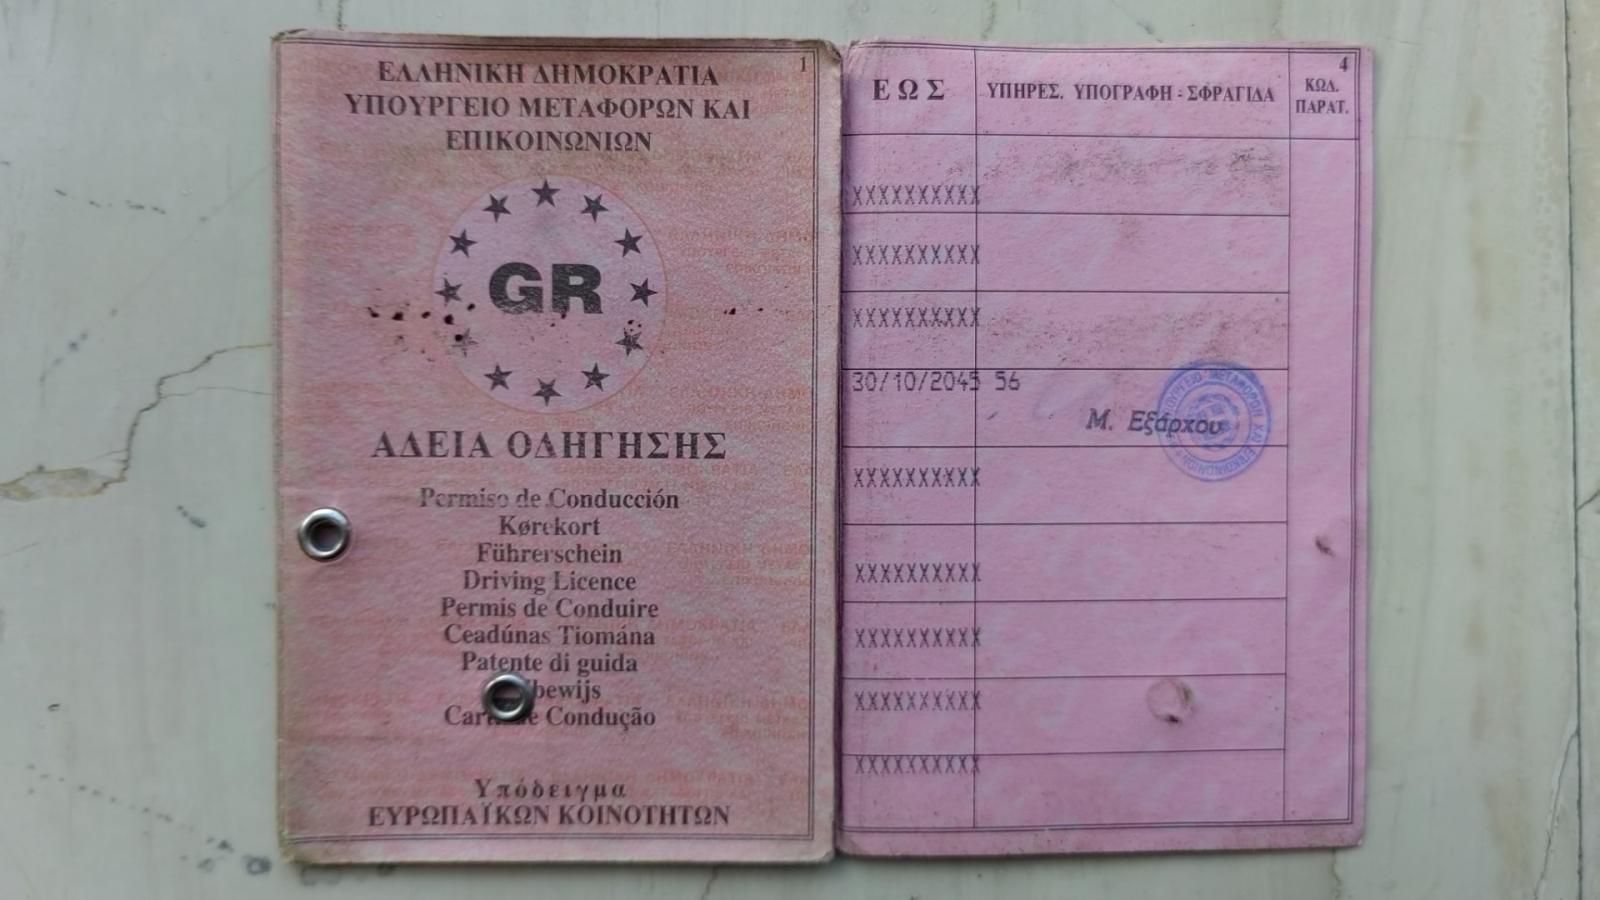 1
ΕΛΛΗΝΙΚΗ ΔΗΜΟΚΡΑΤΙΑ
ΥΠΟΥΡΓΕΙΟ ΜΕΤΑΦΟΡΩΝ ΚΑΙ
ΕΠΙΚΟΙΝΩΝΙΩΝ
GR
ΑΔΕΙΑ ΟΔΗΓΗΣΗΣ
Permiso de Conducción
Kørekort
Führerschein
Driving Licence
Permis de Conduire
Ceadúnas Tiomána
Patente di guida
Condução
Υπόδειγμα
ΕΥΡΩΠΑΪΚΩΝ ΚΟΙΝΟΤΗΤΩΝ
4
ΕΩΣ
ΥΠΗΡΕΣ. ΥΠΟΓΡΑΦΗ - ΣΦΡΑΓΙΔΑ
ΚΩΔ.
ΠΑΡΑΤ.
XXXXXXXXXX
XXXXXXXXXX
XXXXXXXXXX
30/10/2045 56
Μ. Εξάρχου
XXXXXXXXXX
XXXXXXXXXX
XXXXXXXXXX
XXXXXXXXXX
XXXXXXXXXX